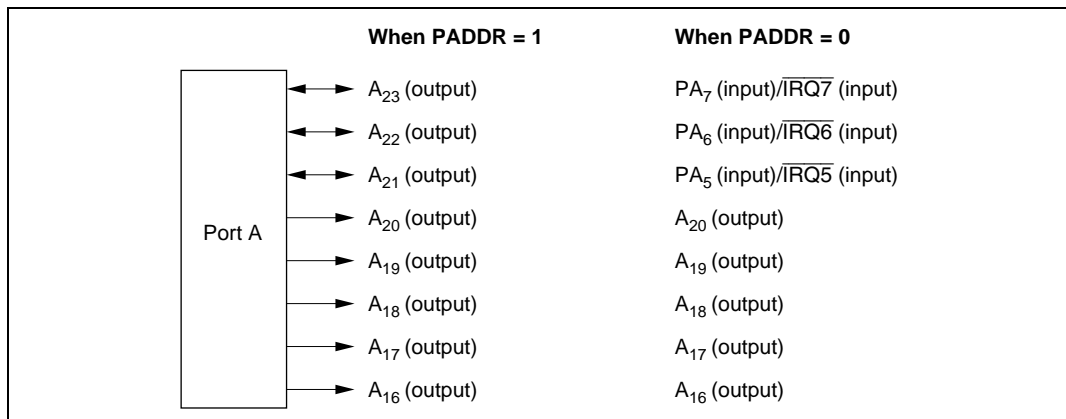 When PADDR = 1 When PADDR = 0
A23 (output) PA7 (input)/IRQ7 (input)
A22 (output) PA6 (input)/IRQ6 (input)
A21 (output) PA5 (input)/IRQ5 (input)
A20 (output) A20 (output)
Port A
A19 (output) A19 (output)
A18 (output) A18 (output)
A17 (output) A17 (output)
A16 (output) A16 (output)